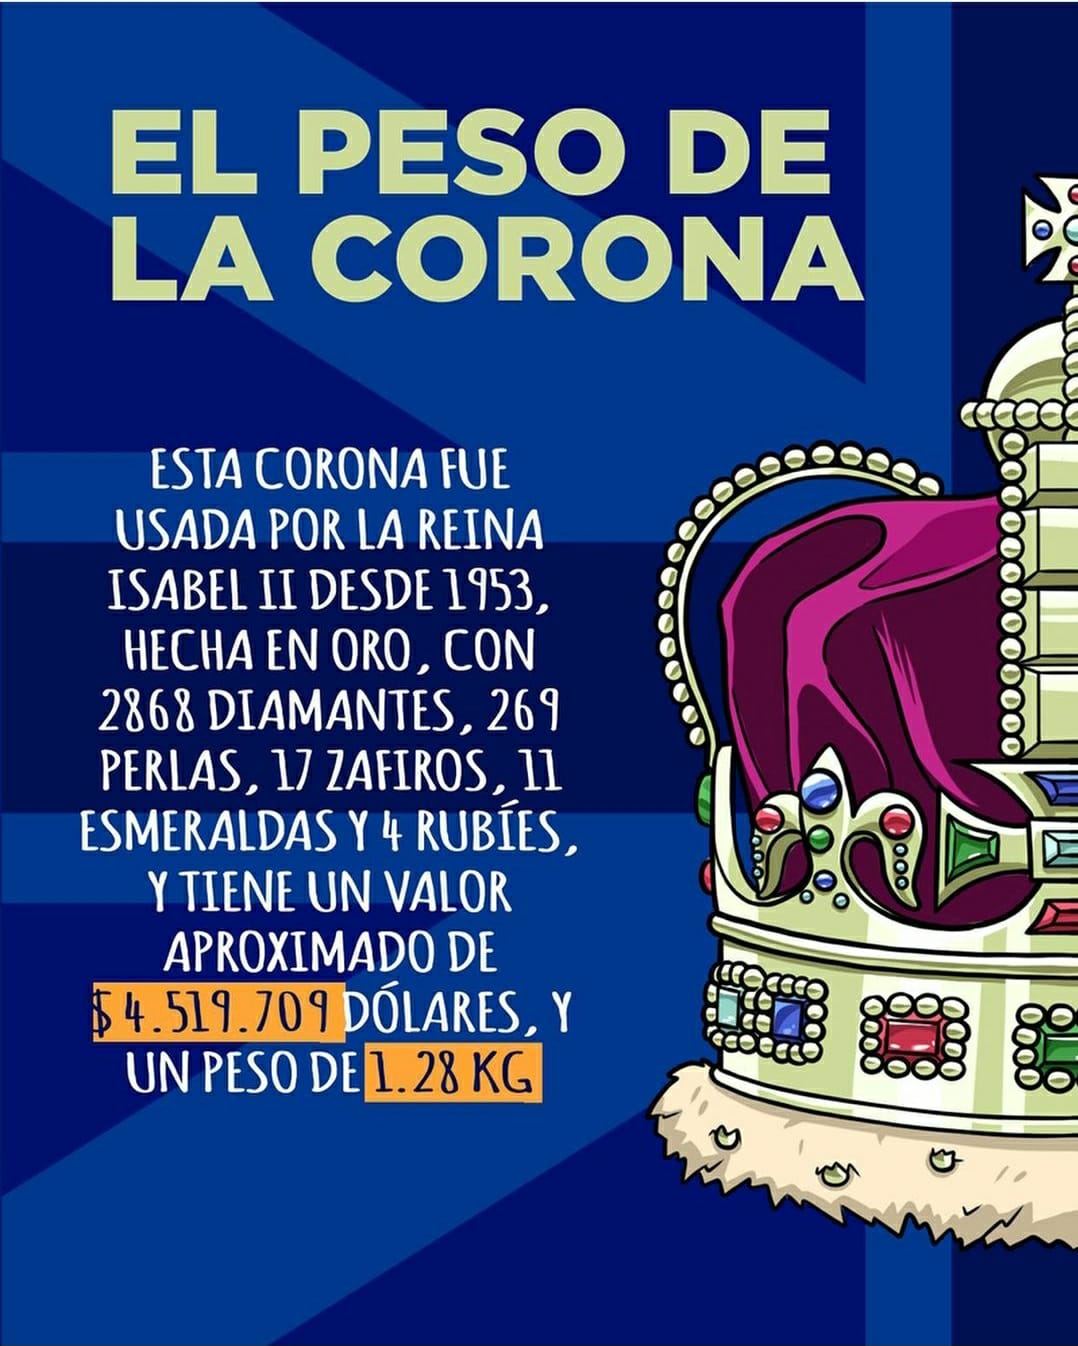 EL PESO DE
LA CORONA
ESTA CORONA FUE
USADA POR LA REINA
ISABEL II DESDE 1953,
HECHA EN ORO, CON
2868 DIAMANTES, 269
PERLAS, 17 ZAFIROS, 11
ESMERALDAS Y 4 RUBÍES,
Y TIENE UN VALOR
APROXIMADO DE
$4.519.709 DÓLARES, Y
UN PESO DE 1.28 KG